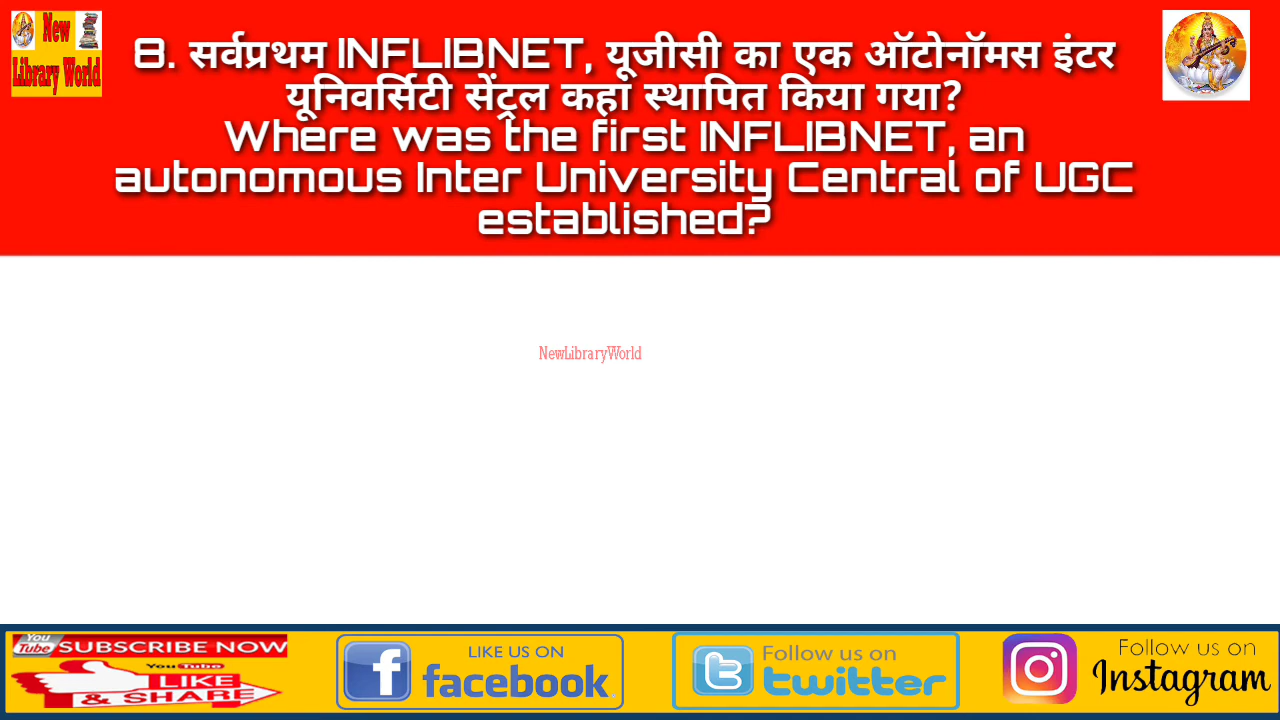 New
Library World
8. सर्वप्रथम INFLIBNET, यूजीसी का एक ऑटोनॉमस इंटर
यूनिवर्सिटी सेंट्रल कहां स्थापित किया गया?
Where was the first INFLIBNET, an
autonomous Inter University Central of UGC
established?
NewLibraryWorld
You
Tube SUBSCRIBE NOW
YouTube
LIKE
& SHARE
LIKE US ON
facebook
Follow us on
twitter
Follow us on
Instagram